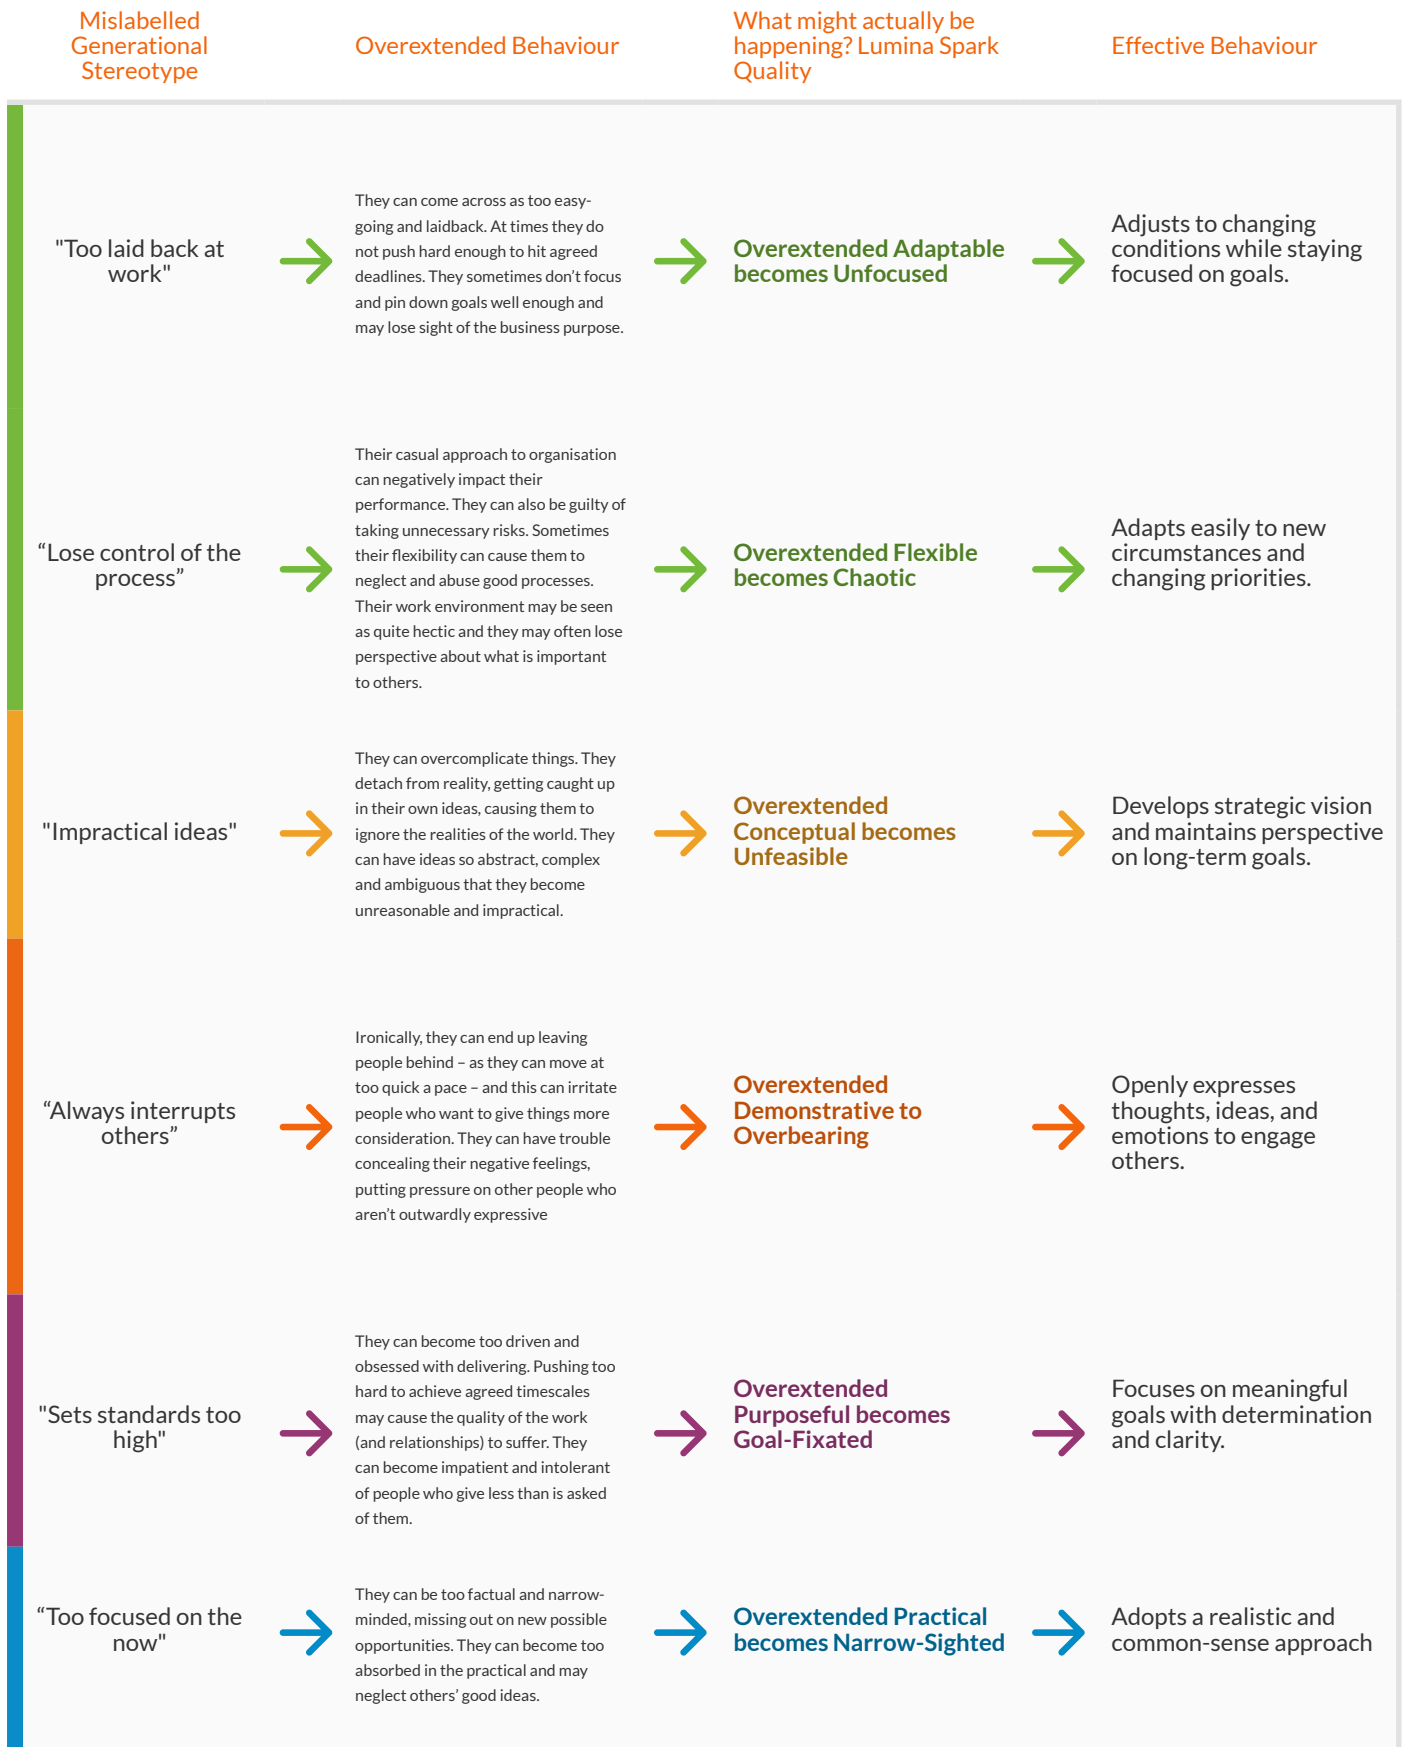 Mislabelled
Generational
Stereotype
Overextended Behaviour
What might actually be
happening? Lumina Spark
Quality
Effective Behaviour
"Too laid back at
work"
They can come across as too easy-
going and laidback. At times they do
not push hard enough to hit agreed
deadlines. They sometimes don’t focus
and pin down goals well enough and
may lose sight of the business purpose.
Overextended Adaptable
becomes Unfocused
Adjusts to changing
conditions while staying
focused on goals.
“Lose control of the
process”
Their casual approach to organisation
can negatively impact their
performance. They can also be guilty of
taking unnecessary risks. Sometimes
their flexibility can cause them to
neglect and abuse good processes.
Their work environment may be seen
as quite hectic and they may often lose
perspective about what is important
to others.
Overextended Flexible
becomes Chaotic
Adapts easily to new
circumstances and
changing priorities.
"Impractical ideas"
They can overcomplicate things. They
detach from reality, getting caught up
in their own ideas, causing them to
ignore the realities of the world. They
can have ideas so abstract, complex
and ambiguous that they become
unreasonable and impractical.
Overextended
Conceptual becomes
Unfeasible
Develops strategic vision
and maintains perspective
on long-term goals.
“Always interrupts
others”
Ironically, they can end up leaving
people behind – as they can move at
too quick a pace – and this can irritate
people who want to give things more
consideration. They can have trouble
concealing their negative feelings,
putting pressure on other people who
aren’t outwardly expressive
Overextended
Demonstrative to
Overbearing
Openly expresses
thoughts, ideas, and
emotions to engage
others.
"Sets standards too
high"
They can become too driven and
obsessed with delivering. Pushing too
hard to achieve agreed timescales
may cause the quality of the work
(and relationships) to suffer. They
can become impatient and intolerant
of people who give less than is asked
of them.
Overextended
Purposeful becomes
Goal-Fixated
Focuses on meaningful
goals with determination
and clarity.
“Too focused on the
now"
They can be too factual and narrow-
minded, missing out on new possible
opportunities. They can become too
absorbed in the practical and may
neglect others’ good ideas.
Overextended Practical
becomes Narrow-Sighted
Adopts a realistic and
common-sense approach